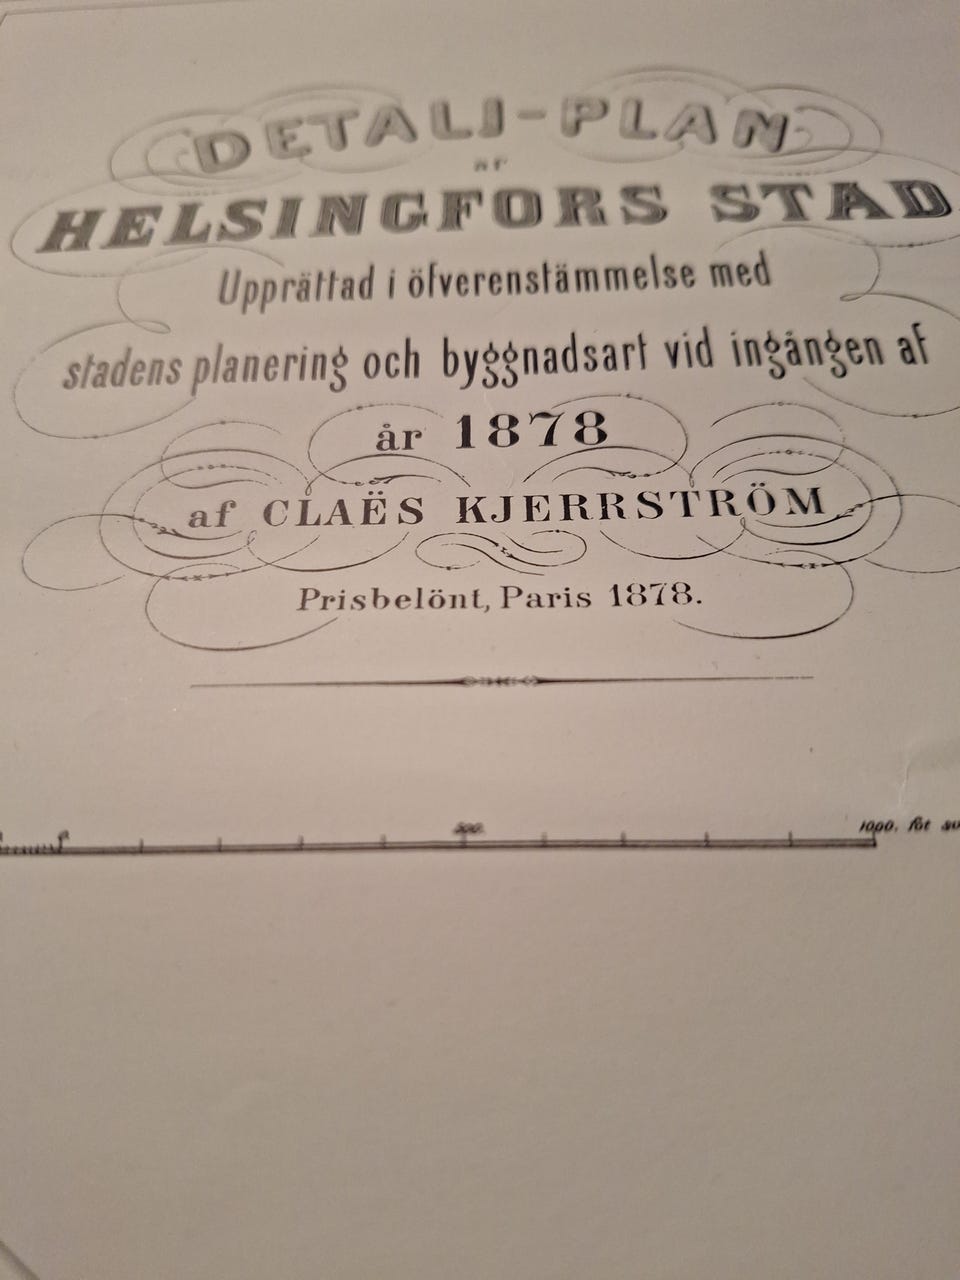 DETALJ-PLAN
af
HELSINGFORS STAD
Upprättad i öfverenstämmelse med
stadens planering och byggnadsart vid ingången af
år 1878
af CLAËS KJERRSTRÖM
Prisbelönt, Paris 1878.
500. 1000. fot sv